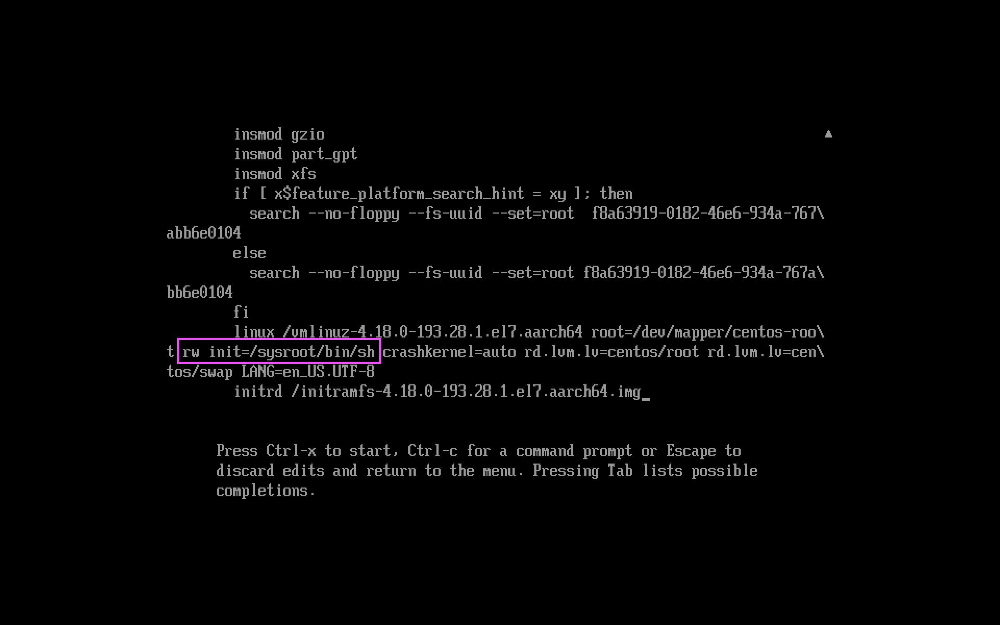 insmod gzio
insmod part_gpt
insmod xfs
if [ x$feature_platform_search_hint = xy ]; then
search --no-floppy --fs-uuid --set=root  f8a63919-0182-46e6-934a-767\
abb6e0104
else
search --no-floppy --fs-uuid --set=root f8a63919-0182-46e6-934a-767a\
bb6e0104
fi
linux /vmlinuz-4.18.0-193.28.1.el7.aarch64 root=/dev/mapper/centos-roo\
t rw init=/sysroot/bin/sh crashkernel=auto rd.lvm.lv=centos/root rd.lvm.lv=cen\
tos/swap LANG=en_US.UTF-8
initrd /initramfs-4.18.0-193.28.1.el7.aarch64.img_
Press Ctrl-x to start, Ctrl-c for a command prompt or Escape to
discard edits and return to the menu. Pressing Tab lists possible
completions.